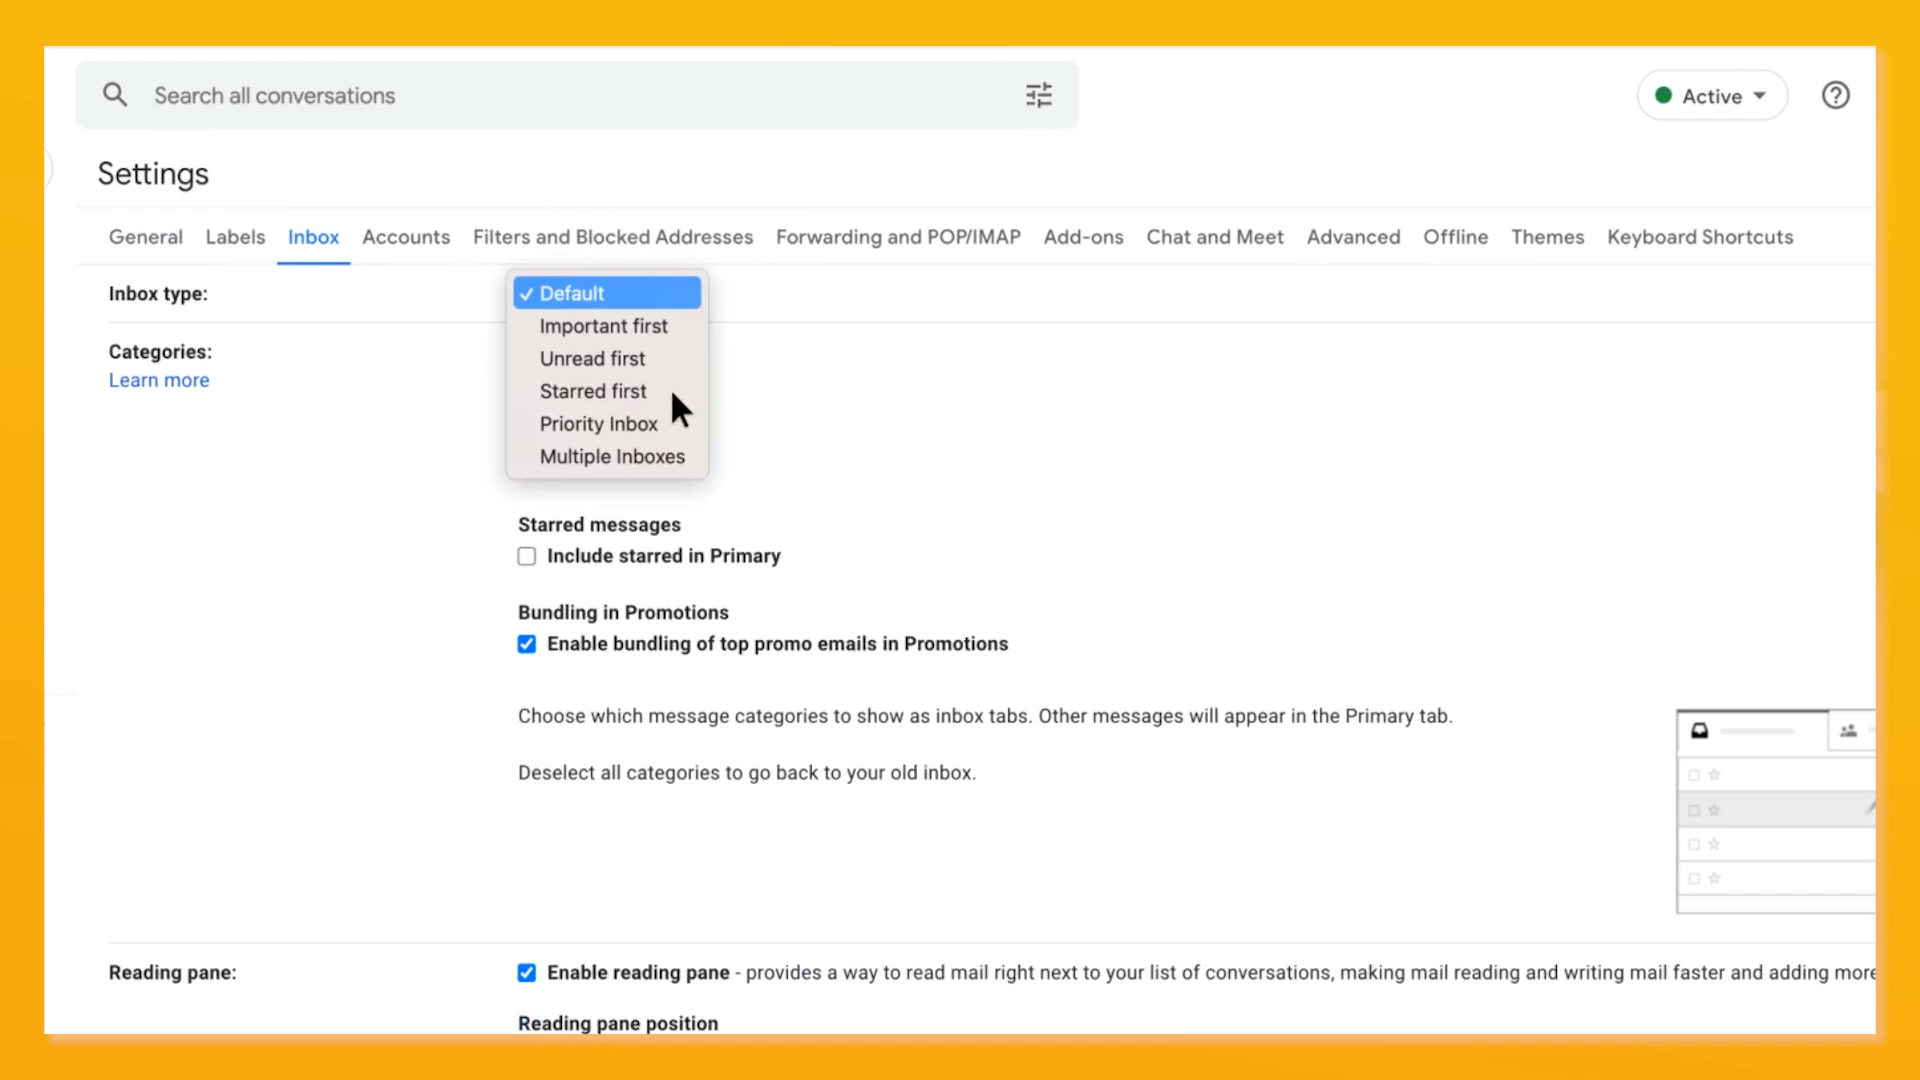 Search all conversations
Active
Settings
General Labels Inbox Accounts Filters and Blocked Addresses Forwarding and POP/IMAP Add-ons Chat and Meet Advanced Offline Themes Keyboard Shortcuts
Inbox type:
✓ Default
Important first
Unread first
Starred first
Priority Inbox
Multiple Inboxes
Categories:
Learn more
Starred messages
Include starred in Primary
Bundling in Promotions
Enable bundling of top promo emails in Promotions
Choose which message categories to show as inbox tabs. Other messages will appear in the Primary tab.
Deselect all categories to go back to your old inbox.
Reading pane:
Enable reading pane - provides a way to read mail right next to your list of conversations, making mail reading and writing mail faster and adding more
Reading pane position